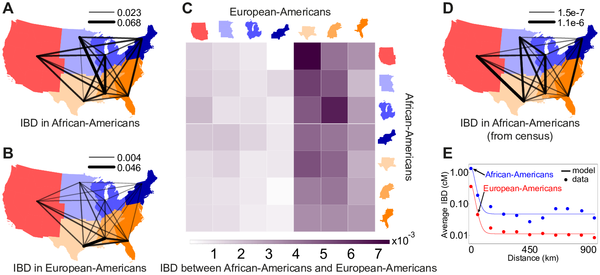 A
0.023
0.068
IBD in African-Americans
B
0.004
0.046
IBD in European-Americans
C
European-Americans
African-Americans
1 2 3 4 5 6 7
x10⁻³
IBD between African-Americans and European-Americans
D
1.5e-7
1.1e-6
IBD in African-Americans
(from census)
E
African-Americans
European-Americans
model
data
Average IBD (cM)
1.00
0.10
0.01
0 450 900
Distance (km)